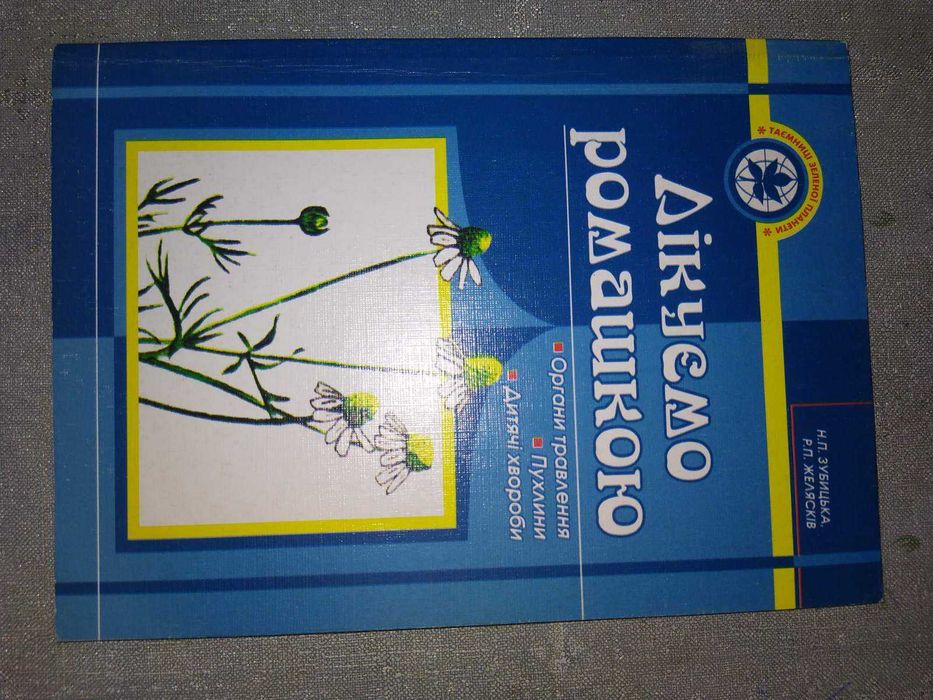 Н.П. ЗУБИЦЬКА,
Р.П. ЖЕЛЯСКІВ
* ТАЄМНИЦІ ЗЕЛЕНОЇ ПЛАНЕТИ *
Лікуємо
ромашкою
Органи травлення
Пухлини
Дитячі хвороби